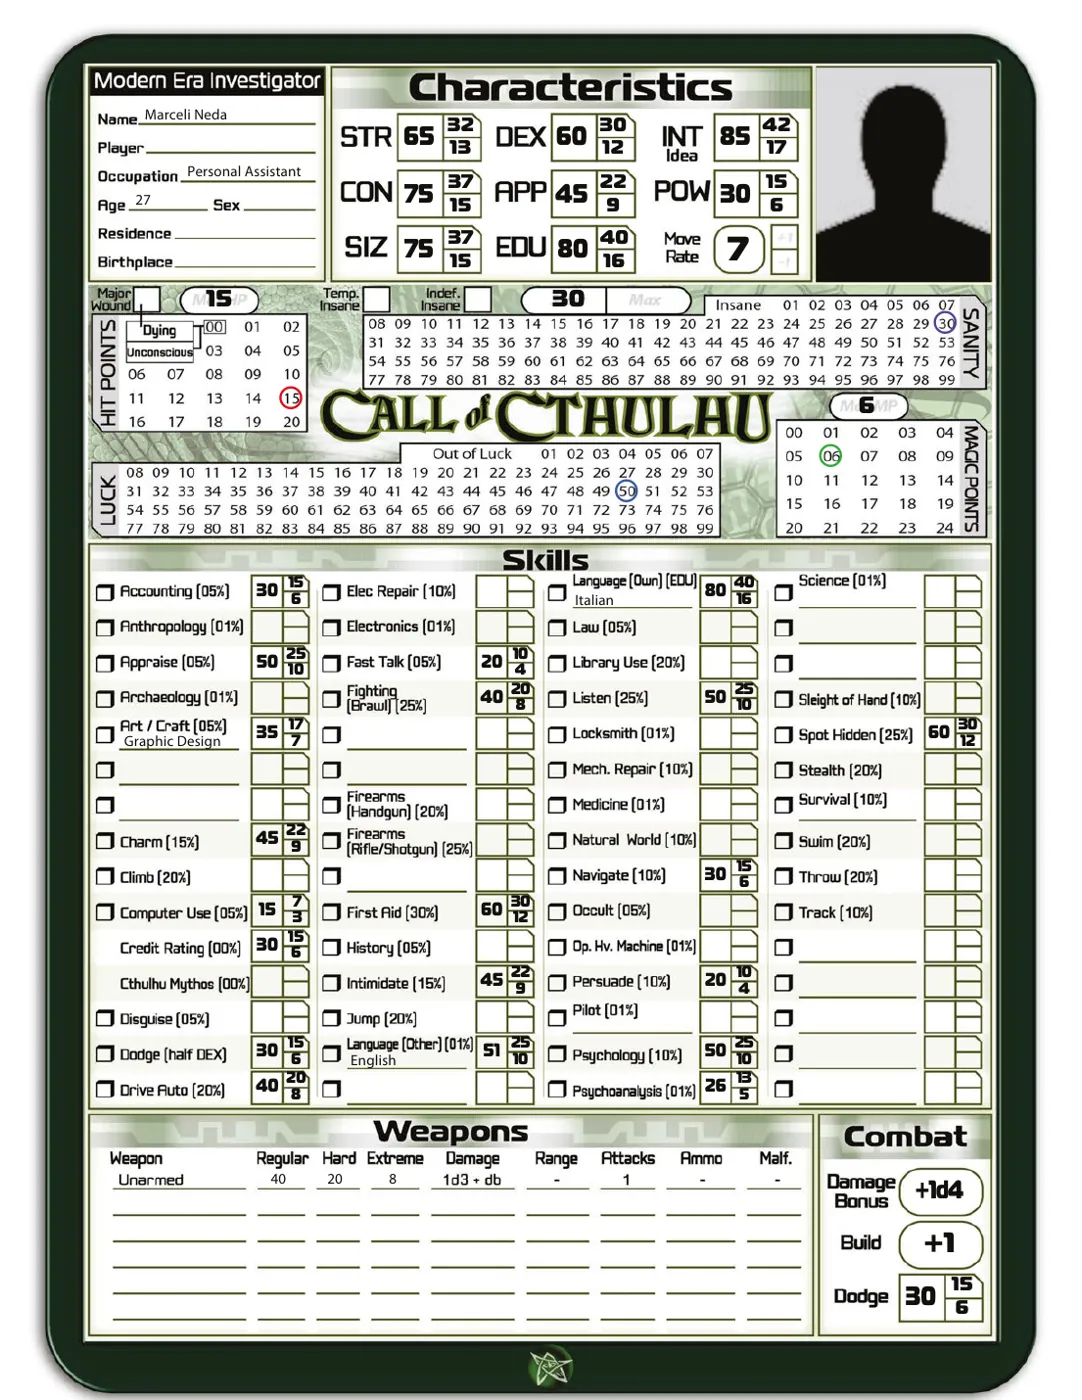 Modern Era Investigator
Name Marceli Neda
Player
Occupation Personal Assistant
Age 27 Sex
Residence
Birthplace
Characteristics
STR 65 32 13 DEX 60 30 12 INT Idea 85 42 17
CON 75 37 15 APP 45 22 9 POW 30 15 6
SIZ 75 37 15 EDU 80 40 16 Move Rate 7 +1 -1
Major Wound 15
HIT POINTS
Dying 00 01 02
Unconscious 03 04 05
06 07 08 09 10
11 12 13 14 15
16 17 18 19 20
Temp. Insane Indef. Insane 30 Max
SANITY
Insane 01 02 03 04 05 06 07
08 09 10 11 12 13 14 15 16 17 18 19 20 21 22 23 24 25 26 27 28 29 30
31 32 33 34 35 36 37 38 39 40 41 42 43 44 45 46 47 48 49 50 51 52 53
54 55 56 57 58 59 60 61 62 63 64 65 66 67 68 69 70 71 72 73 74 75 76
77 78 79 80 81 82 83 84 85 86 87 88 89 90 91 92 93 94 95 96 97 98 99
CALL of CTHULHU
LUCK
Out of Luck 01 02 03 04 05 06 07
08 09 10 11 12 13 14 15 16 17 18 19 20 21 22 23 24 25 26 27 28 29 30
31 32 33 34 35 36 37 38 39 40 41 42 43 44 45 46 47 48 49 50 51 52 53
54 55 56 57 58 59 60 61 62 63 64 65 66 67 68 69 70 71 72 73 74 75 76
77 78 79 80 81 82 83 84 85 86 87 88 89 90 91 92 93 94 95 96 97 98 99
6
MAGIC POINTS
00 01 02 03 04
05 06 07 08 09
10 11 12 13 14
15 16 17 18 19
20 21 22 23 24
Skills
Accounting (05%) 30 15 6
Anthropology (01%)
Appraise (05%) 50 25 10
Archaeology (01%)
Art / Craft (05%) 35 17 7
Graphic Design
Charm (15%) 45 22 9
Climb (20%)
Computer Use (05%) 15 7 3
Credit Rating (00%) 30 15 6
Cthulhu Mythos (00%)
Disguise (05%)
Dodge (half DEX) 30 15 6
Drive Auto (20%) 40 20 8
Elec Repair (10%)
Electronics (01%)
Fast Talk (05%) 20 10 4
Fighting
(Brawl) (25%) 40 20 8
Firearms
(Handgun) (20%)
Firearms
(Rifle/Shotgun) (25%)
First Aid (30%) 60 30 12
History (05%)
Intimidate (15%) 45 22 9
Jump (20%)
Language (Other) (01%) 51 25 10
English
Language (Own) (EDU) 80 40 16
Italian
Law (05%)
Library Use (20%)
Listen (25%) 50 25 10
Locksmith (01%)
Mech. Repair (10%)
Medicine (01%)
Natural World (10%)
Navigate (10%) 30 15 6
Occult (05%)
Op. Hv. Machine (01%)
Persuade (10%) 20 10 4
Pilot (01%)
Psychology (10%) 50 25 10
Psychoanalysis (01%) 26 13 5
Science (01%)
Sleight of Hand (10%)
Spot Hidden (25%) 60 30 12
Stealth (20%)
Survival (10%)
Swim (20%)
Throw (20%)
Track (10%)
Weapons
Weapon Regular Hard Extreme Damage Range Attacks Ammo Malf.
Unarmed 40 20 8 1d3 + db - 1 - -
Combat
Damage Bonus +1d4
Build +1
Dodge 30 15 6